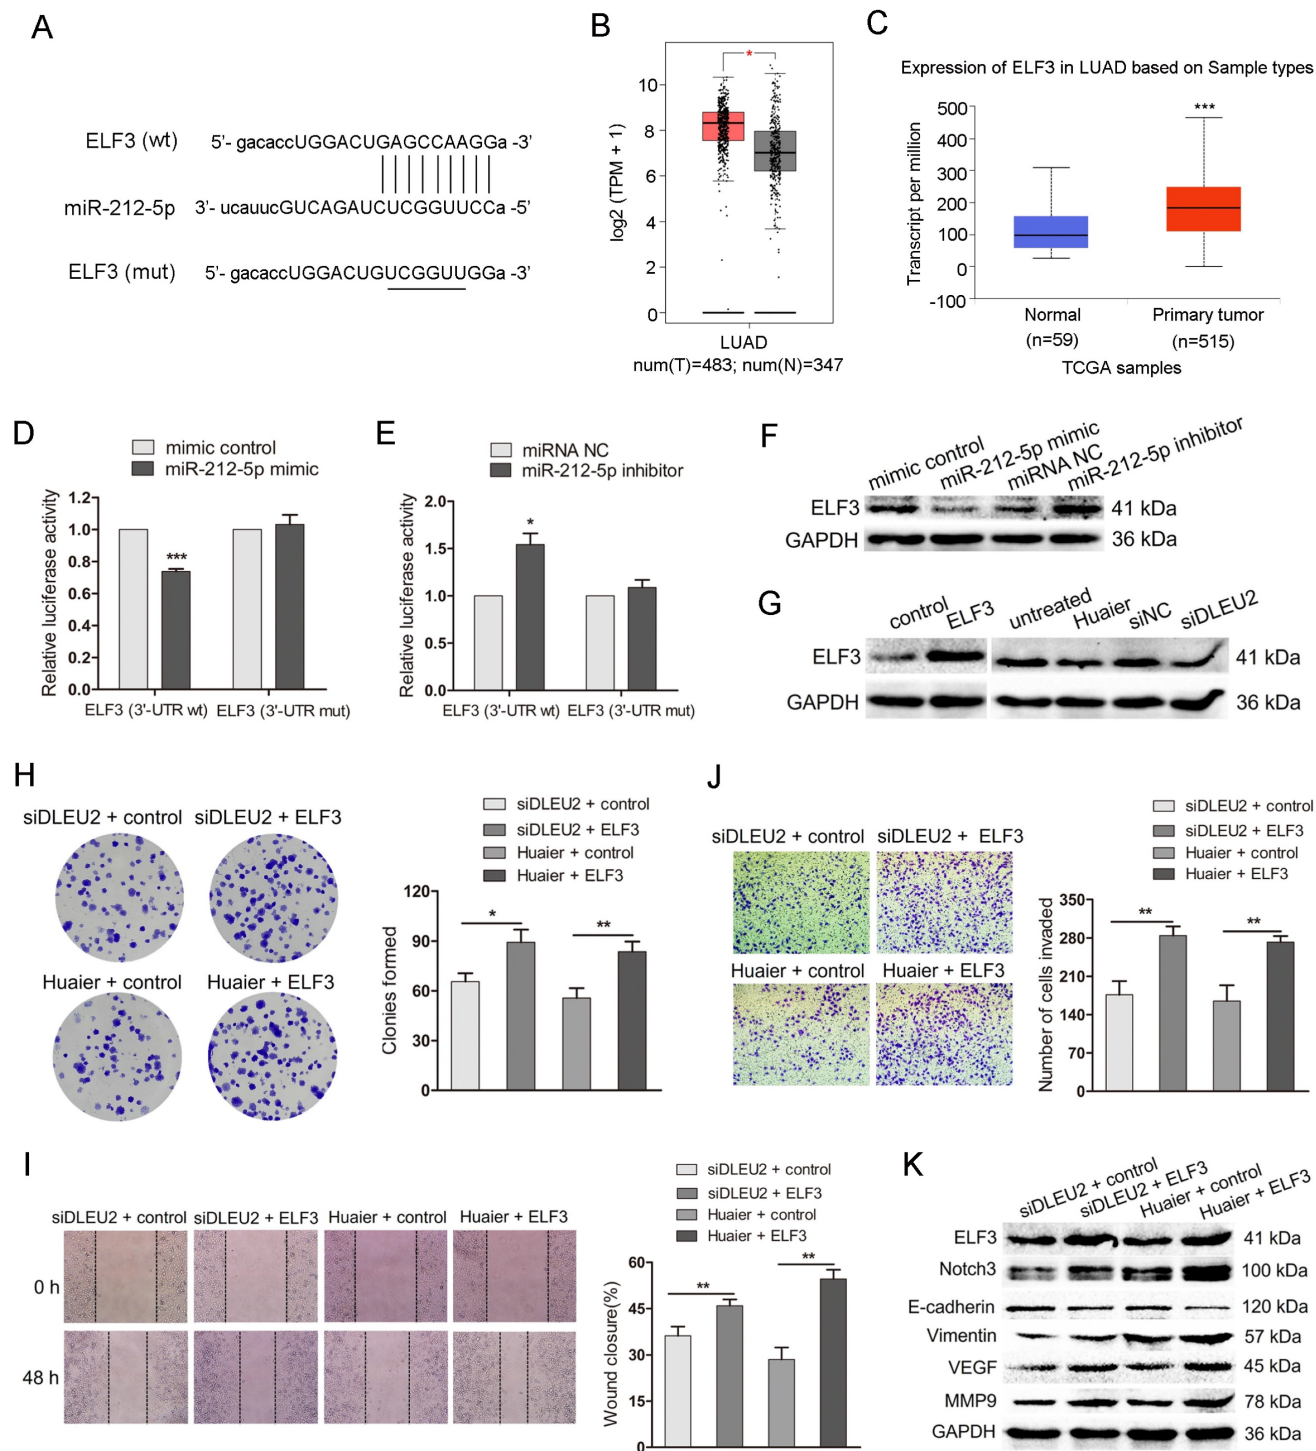 A
ELF3 (wt) 5'- gacaccUGGACUGAGCCAAGGa -3'
miR-212-5p 3'- ucauucGUCAGAUCUCGGUUCCa -5'
ELF3 (mut) 5'- gacaccUGGACUGUCGGUUGGa -3'
B
*
log2 (TPM + 1)
10
8
6
4
2
0
LUAD
num(T)=483; num(N)=347
C
Expression of ELF3 in LUAD based on Sample types
***
Transcript per million
500
400
300
200
100
0
-100
Normal
(n=59)
Primary tumor
(n=515)
TCGA samples
D
mimic control
miR-212-5p mimic
Relative luciferase activity
1.2
1.0
0.8
0.6
0.4
0.2
0.0
***
ELF3 (3'-UTR wt) ELF3 (3'-UTR mut)
E
miRNA NC
miR-212-5p inhibitor
Relative luciferase activity
2.0
1.5
1.0
0.5
0.0
*
ELF3 (3'-UTR wt) ELF3 (3'-UTR mut)
F
mimic control
miR-212-5p mimic
miRNA NC
miR-212-5p inhibitor
ELF3 41 kDa
GAPDH 36 kDa
G
control
ELF3
untreated
Huaier
siNC
siDLEU2
ELF3 41 kDa
GAPDH 36 kDa
H
siDLEU2 + control siDLEU2 + ELF3
Huaier + control Huaier + ELF3
siDLEU2 + control
siDLEU2 + ELF3
Huaier + control
Huaier + ELF3
Clonies formed
120
90
60
30
0
*
**
J
siDLEU2 + control siDLEU2 + ELF3
Huaier + control Huaier + ELF3
siDLEU2 + control
siDLEU2 + ELF3
Huaier + control
Huaier + ELF3
Number of cells invaded
350
280
210
140
70
0
**
**
I
siDLEU2 + control siDLEU2 + ELF3 Huaier + control Huaier + ELF3
0 h
48 h
siDLEU2 + control
siDLEU2 + ELF3
Huaier + control
Huaier + ELF3
Wound closure(%)
60
45
30
15
0
**
**
K
siDLEU2 + control
siDLEU2 + ELF3
Huaier + control
Huaier + ELF3
ELF3 41 kDa
Notch3 100 kDa
E-cadherin 120 kDa
Vimentin 57 kDa
VEGF 45 kDa
MMP9 78 kDa
GAPDH 36 kDa